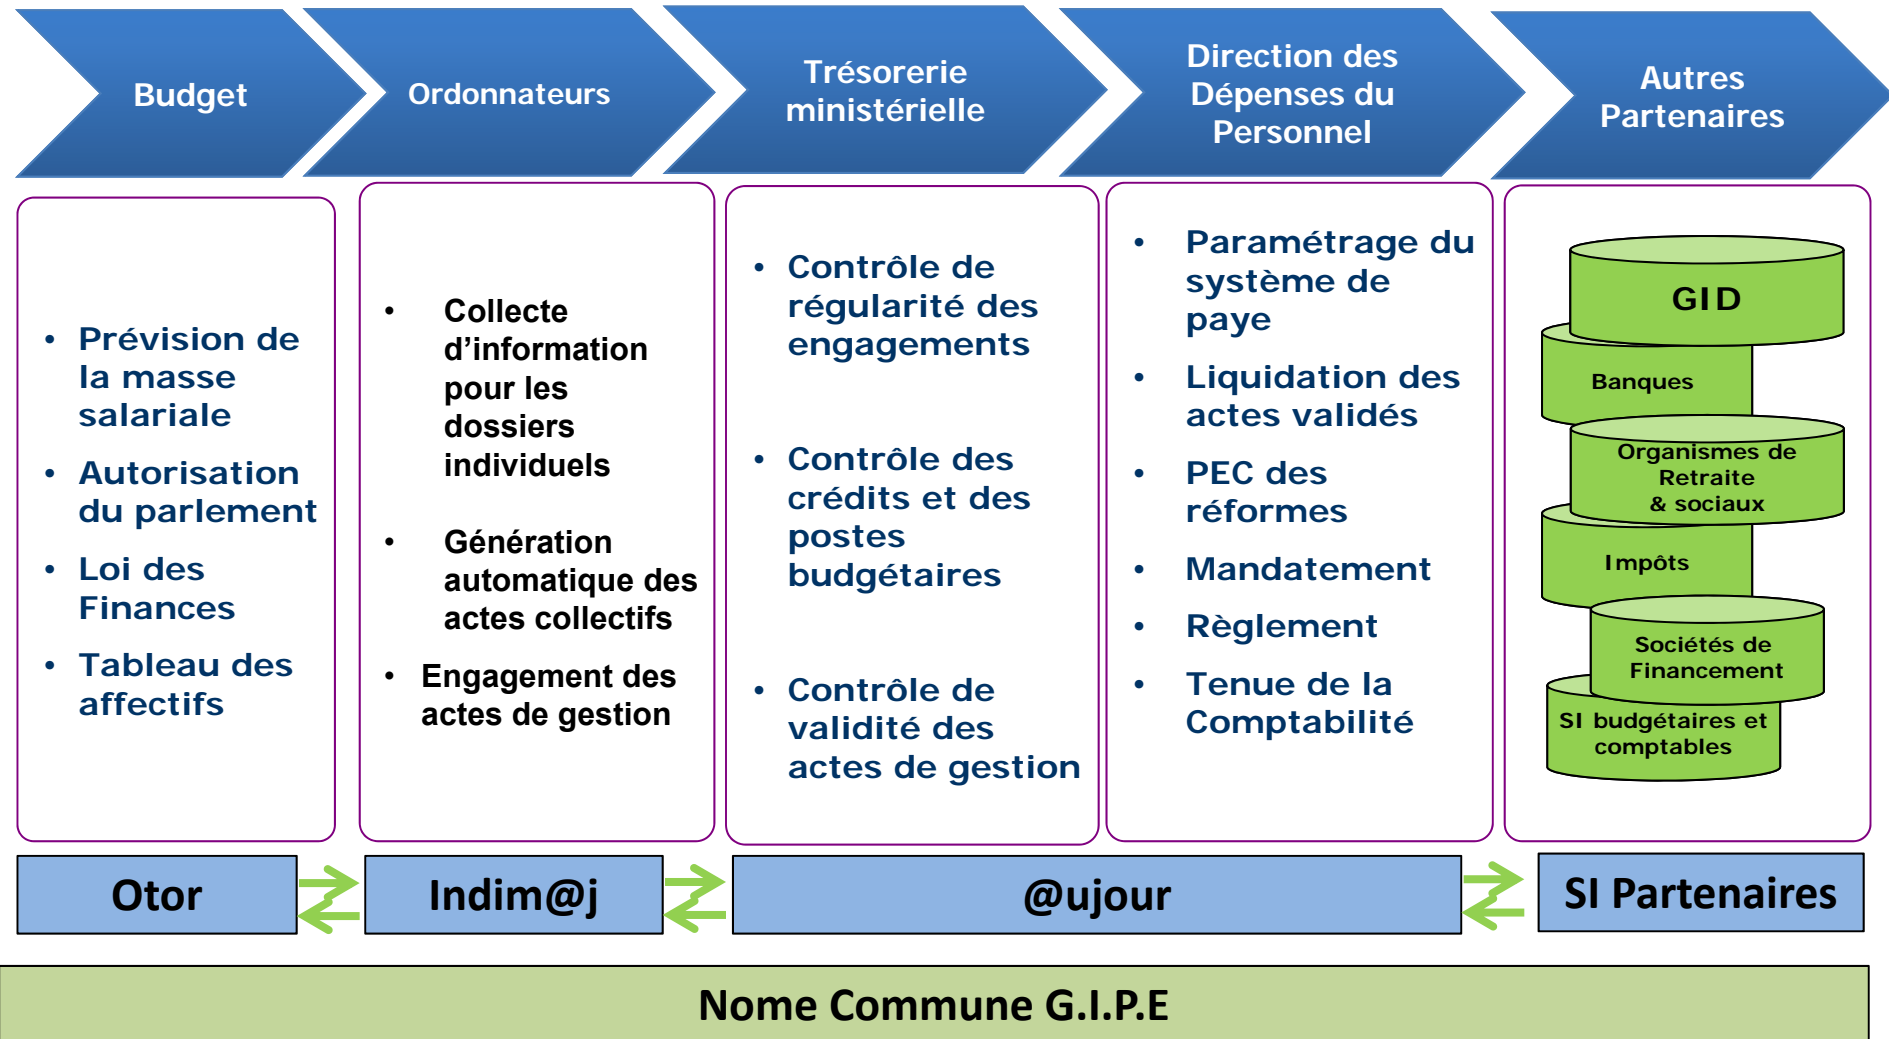 Budget
Ordonnateurs
Trésorerie
ministérielle
Direction des
Dépenses du
Personnel
Autres
Partenaires
• Prévision de
la masse
salariale
• Autorisation
du parlement
• Loi des
Finances
• Tableau des
affectifs
• Collecte
d’information
pour les
dossiers
individuels
• Génération
automatique des
actes collectifs
• Engagement des
actes de gestion
• Contrôle de
régularité des
engagements
• Contrôle des
crédits et des
postes
budgétaires
• Contrôle de
validité des
actes de gestion
• Paramétrage du
système de
paye
• Liquidation des
actes validés
• PEC des
réformes
• Mandatement
• Règlement
• Tenue de la
Comptabilité
GID
Banques
Organismes de
Retraite
& sociaux
Impôts
Sociétés de
Financement
SI budgétaires et
comptables
Otor
Indim@j
@ujour
SI Partenaires
Nome Commune G.I.P.E